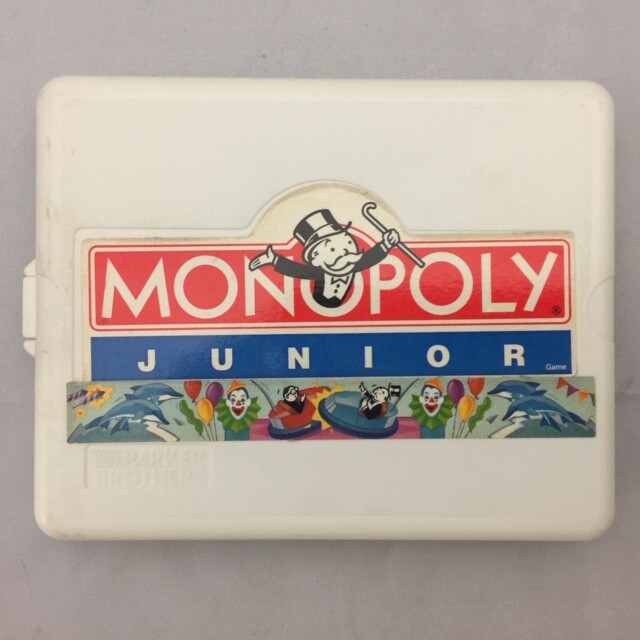 MONOPOLY
®
JUNIOR
Game
PARKER
BROTHERS